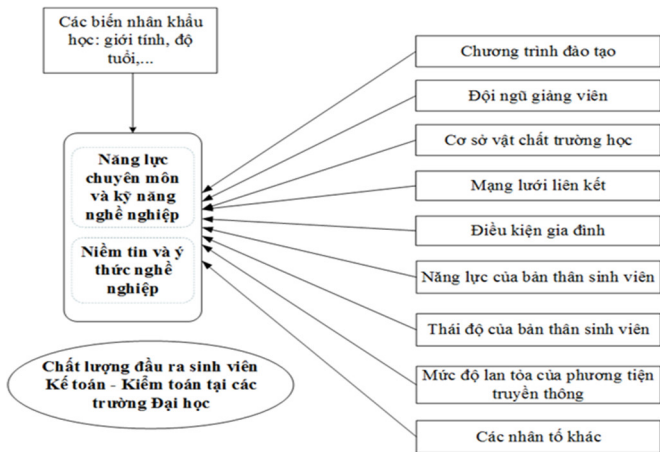 Các biến nhân khẩu
học: giới tính, độ
tuổi,...
Năng lực
chuyên môn
và kỹ năng
nghề nghiệp
Niềm tin và ý
thức nghề
nghiệp
Chất lượng đầu ra sinh viên
Kế toán - Kiểm toán tại các
trường Đại học
Chương trình đào tạo
Đội ngũ giảng viên
Cơ sở vật chất trường học
Mạng lưới liên kết
Điều kiện gia đình
Năng lực của bản thân sinh viên
Thái độ của bản thân sinh viên
Mức độ lan tỏa của phương tiện
truyền thông
Các nhân tố khác